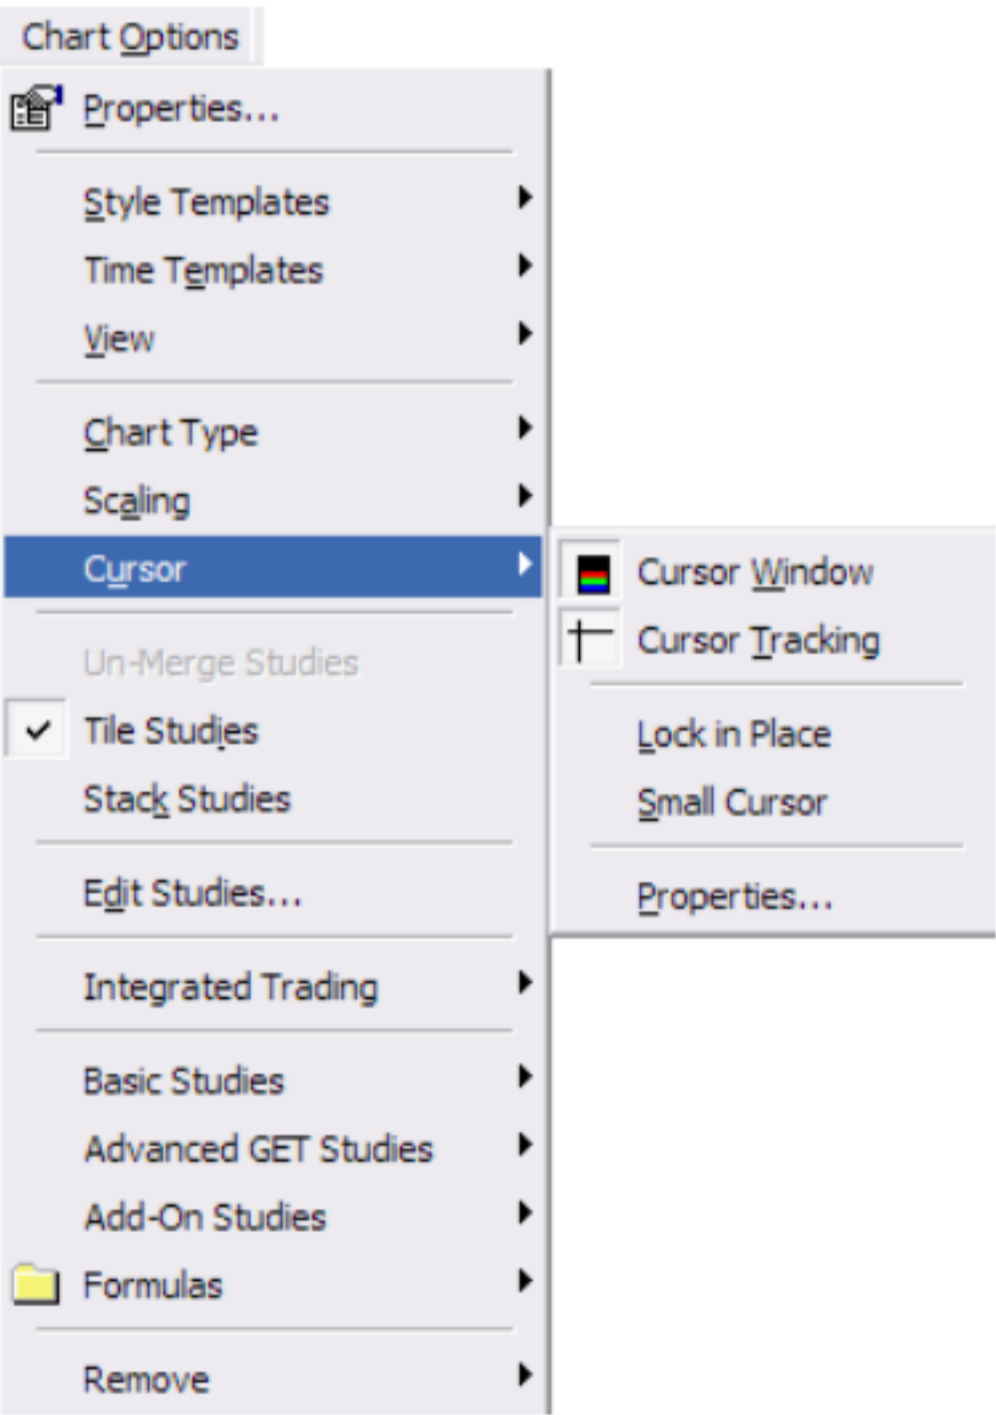 Chart Options
Properties...
Style Templates
Time Templates
View
Chart Type
Scaling
Cursor
Un-Merge Studies
Tile Studies
Stack Studies
Edit Studies...
Integrated Trading
Basic Studies
Advanced GET Studies
Add-On Studies
Formulas
Remove
Cursor Window
Cursor Tracking
Lock in Place
Small Cursor
Properties...